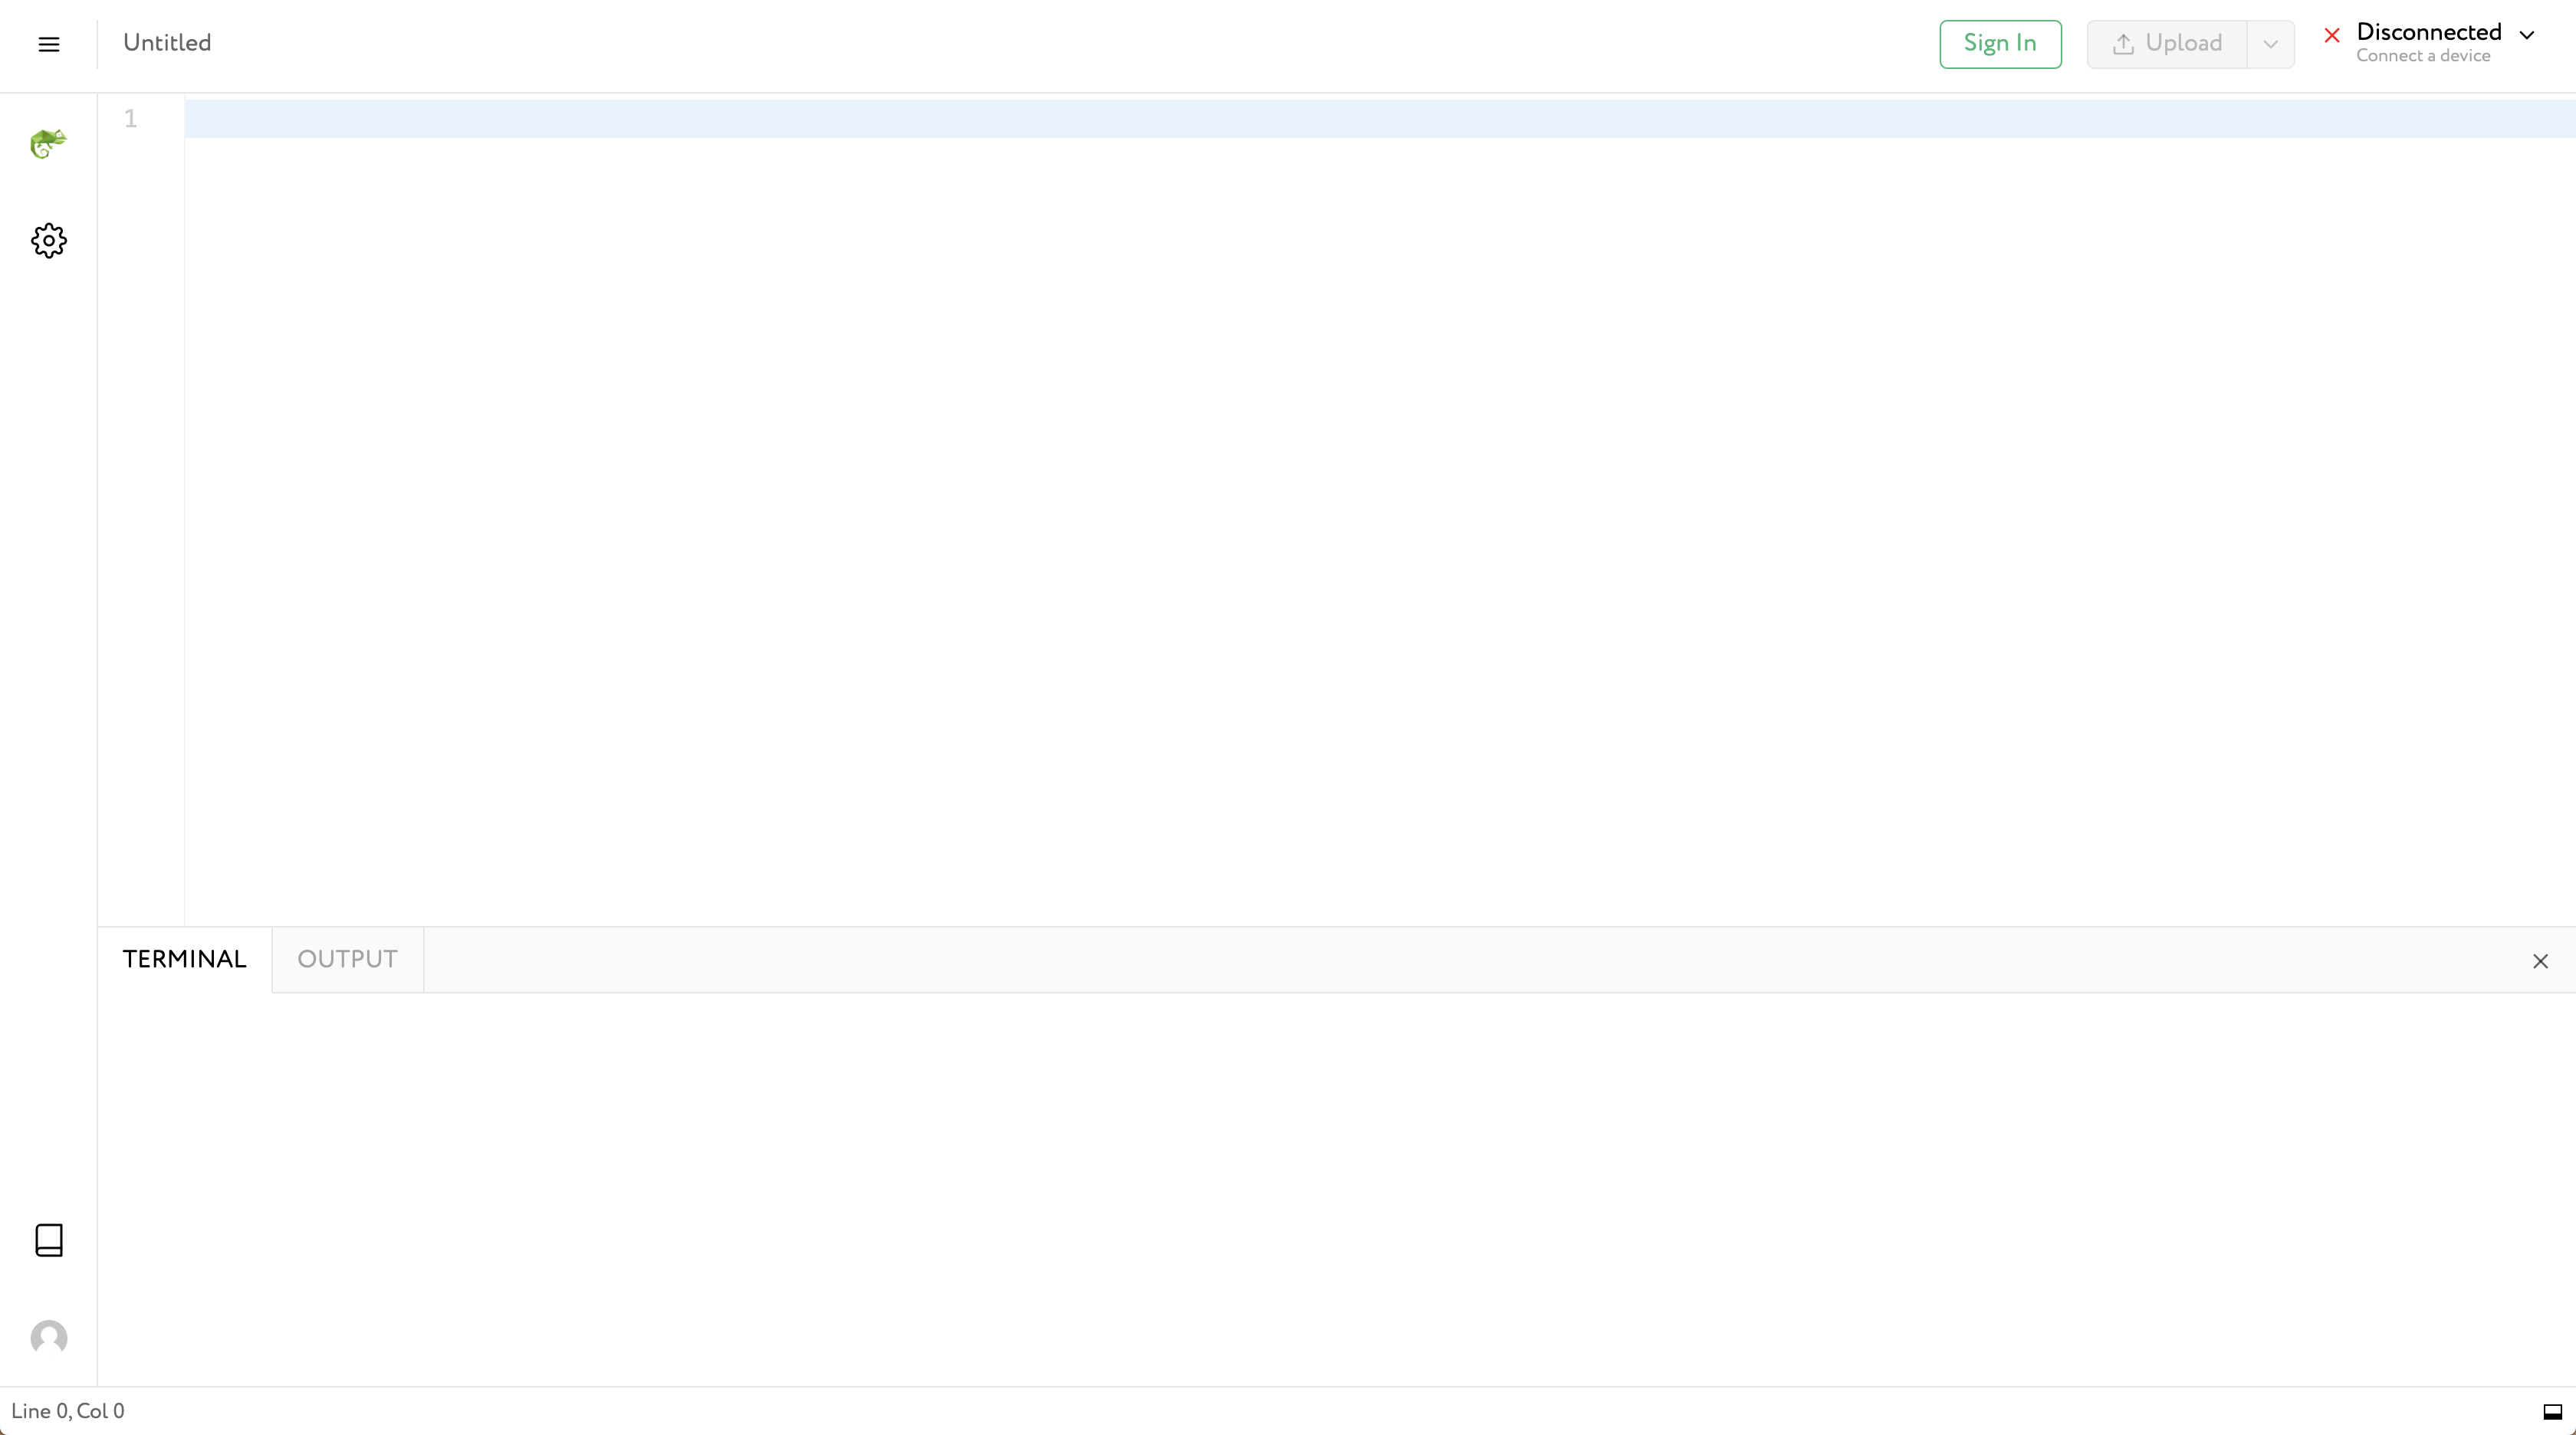 Untitled
Sign In
Upload
Disconnected
Connect a device
1
TERMINAL
OUTPUT
Line 0, Col 0